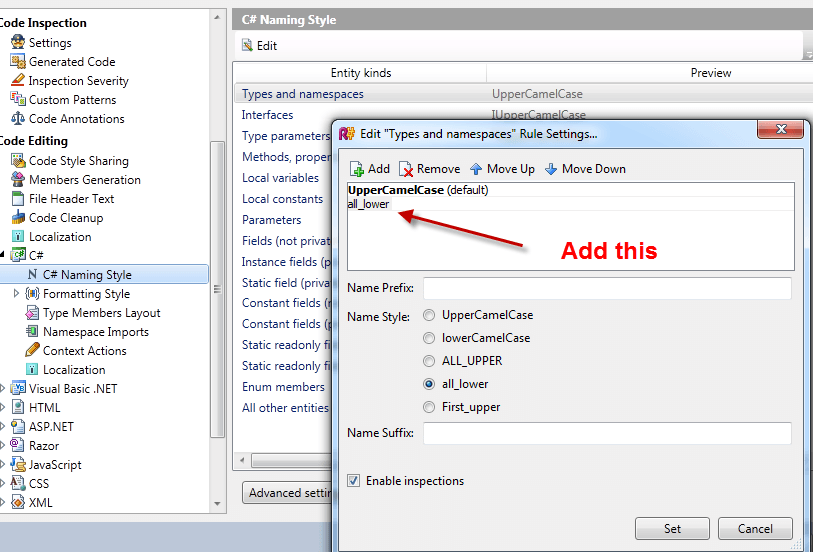 Code Inspection
Settings
Generated Code
Inspection Severity
Custom Patterns
Code Annotations
Code Editing
Code Style Sharing
Members Generation
File Header Text
Code Cleanup
Localization
C#
N C# Naming Style
Formatting Style
Type Members Layout
Namespace Imports
Context Actions
Localization
Visual Basic .NET
HTML
ASP.NET
Razor
JavaScript
CSS
XML
C# Naming Style
Edit
Entity kinds Preview
Types and namespaces UpperCamelCase
Interfaces IUpperCamelCase
Type parameters
Methods, proper
Local variables
Local constants
Parameters
Fields (not privat
Instance fields (p
Static field (priva
Constant fields (n
Constant fields (p
Static readonly fi
Static readonly fi
Enum members
All other entities
Advanced settin
R# Edit "Types and namespaces" Rule Settings...
Add Remove Move Up Move Down
UpperCamelCase (default)
all_lower
Add this
Name Prefix:
Name Style: UpperCamelCase
lowerCamelCase
ALL_UPPER
all_lower
First_upper
Name Suffix:
Enable inspections
Set Cancel